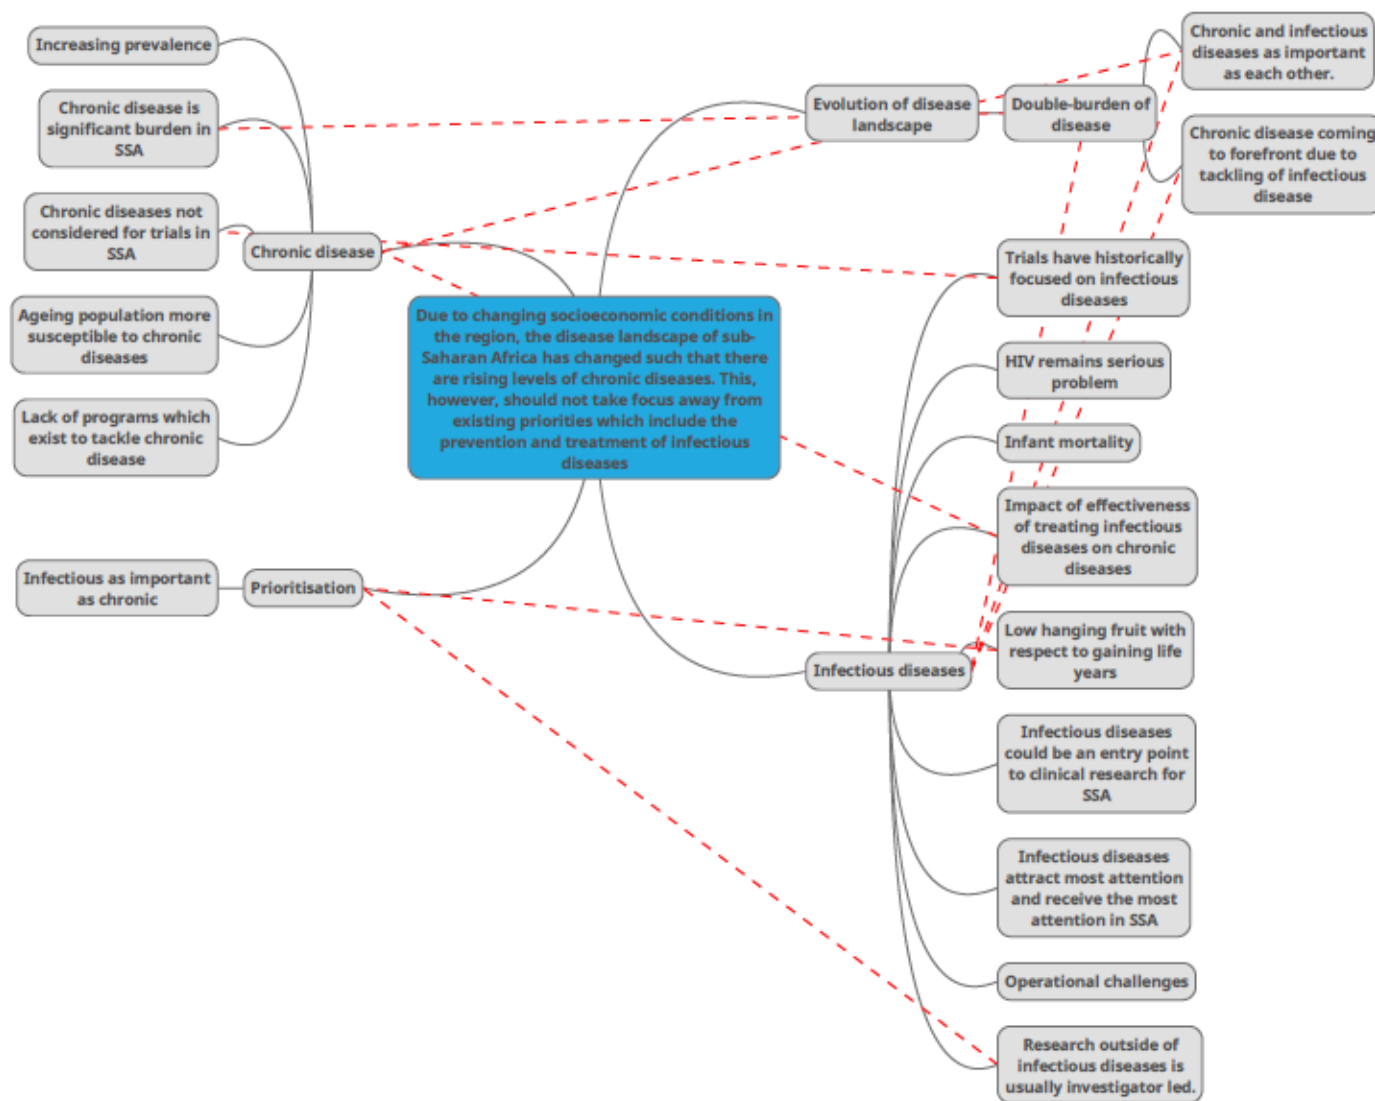 Increasing prevalence
Chronic disease is
significant burden in
SSA
Chronic diseases not
considered for trials in
SSA
Ageing population more
susceptible to chronic
diseases
Lack of programs which
exist to tackle chronic
disease
Chronic disease
Infectious as important
as chronic
Prioritisation
Due to changing socioeconomic conditions in
the region, the disease landscape of sub-
Saharan Africa has changed such that there
are rising levels of chronic diseases. This,
however, should not take focus away from
existing priorities which include the
prevention and treatment of infectious
diseases
Evolution of disease
landscape
Double-burden of
disease
Chronic and infectious
diseases as important
as each other.
Chronic disease coming
to forefront due to
tackling of infectious
disease
Infectious diseases
Trials have historically
focused on infectious
diseases
HIV remains serious
problem
Infant mortality
Impact of effectiveness
of treating infectious
diseases on chronic
diseases
Low hanging fruit with
respect to gaining life
years
Infectious diseases
could be an entry point
to clinical research for
SSA
Infectious diseases
attract most attention
and receive the most
attention in SSA
Operational challenges
Research outside of
infectious diseases is
usually investigator led.